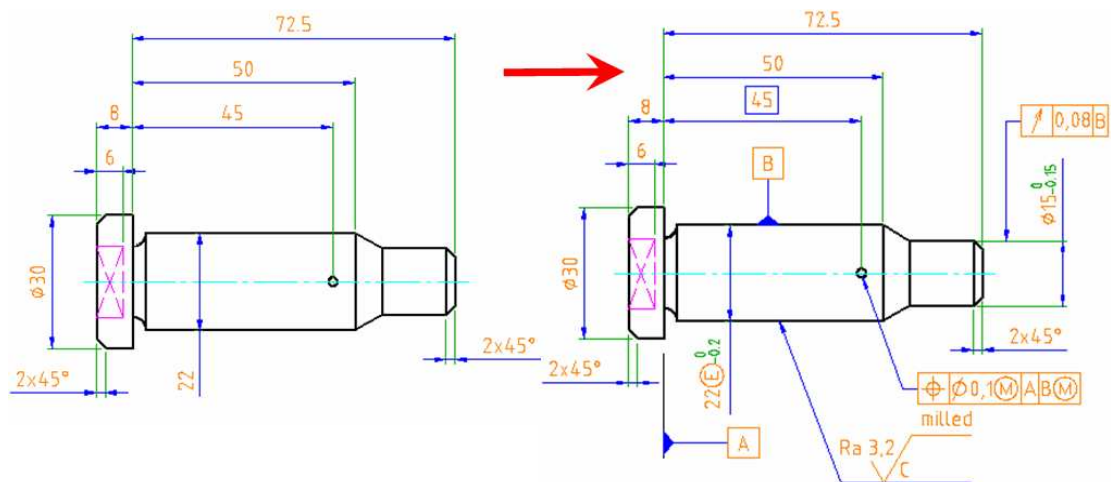 72.5
50
45
8
6
Ø30
22
2x45°
2x45°
72.5
50
45
8
6
B
0,08 B
0
Ø15-0.15
Ø30
0
22 E -0.2
2x45°
2x45°
Ø0,1 M A B M
milled
A
Ra 3,2
C